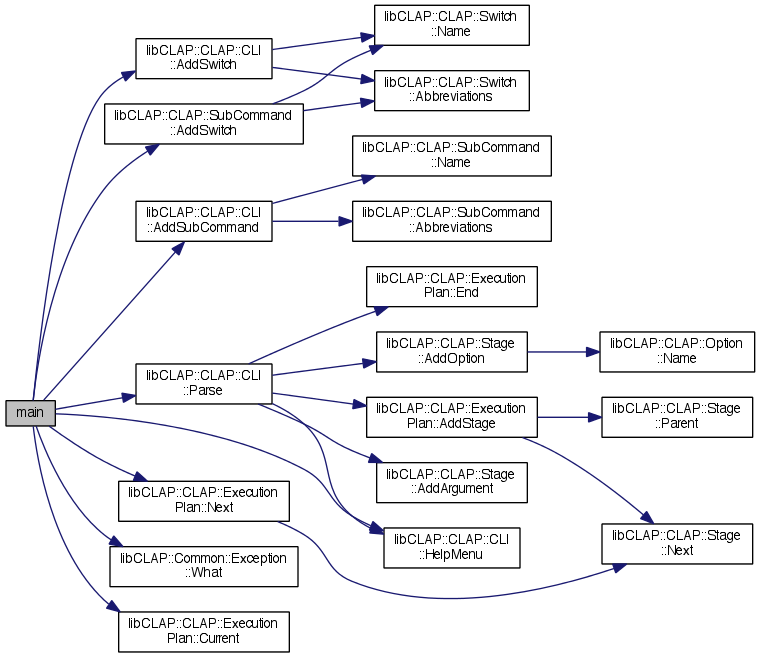 libCLAP::CLAP::Switch
::Name
libCLAP::CLAP::CLI
::AddSwitch
libCLAP::CLAP::Switch
::Abbreviations
libCLAP::CLAP::SubCommand
::AddSwitch
libCLAP::CLAP::SubCommand
::Name
libCLAP::CLAP::CLI
::AddSubCommand
libCLAP::CLAP::SubCommand
::Abbreviations
libCLAP::CLAP::Execution
Plan::End
libCLAP::CLAP::Stage
::AddOption
libCLAP::CLAP::Option
::Name
libCLAP::CLAP::CLI
::Parse
main
libCLAP::CLAP::Execution
Plan::AddStage
libCLAP::CLAP::Stage
::Parent
libCLAP::CLAP::Stage
::AddArgument
libCLAP::CLAP::Execution
Plan::Next
libCLAP::CLAP::CLI
::HelpMenu
libCLAP::CLAP::Stage
::Next
libCLAP::Common::Exception
::What
libCLAP::CLAP::Execution
Plan::Current